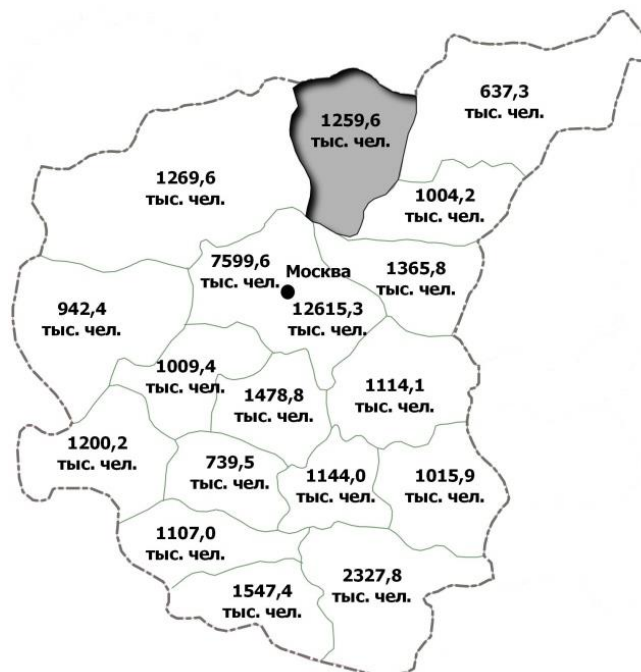 637,3
тыс. чел.
1259,6
тыс. чел.
1269,6
тыс. чел.
1004,2
тыс. чел.
7599,6
тыс. чел.
Москва
12615,3
тыс. чел.
1365,8
тыс. чел.
942,4
тыс. чел.
1009,4
тыс. чел.
1478,8
тыс. чел.
1114,1
тыс. чел.
1200,2
тыс. чел.
739,5
тыс. чел.
1144,0
тыс. чел.
1015,9
тыс. чел.
1107,0
тыс. чел.
1547,4
тыс. чел.
2327,8
тыс. чел.